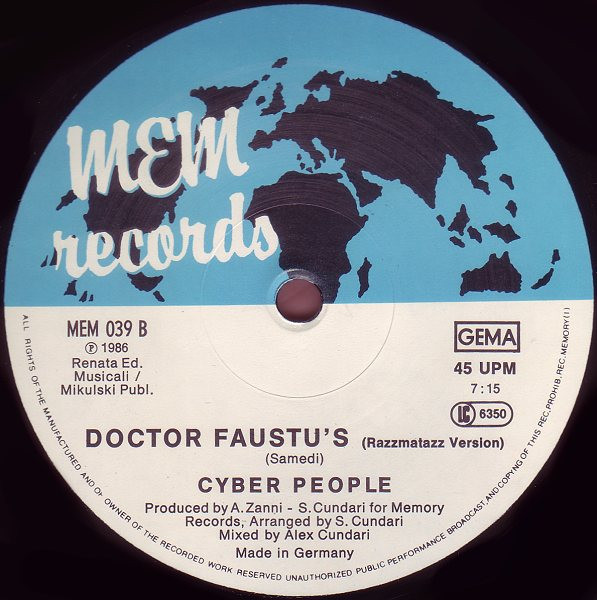 MEM
records
MEM 039 B
℗ 1986
Renata Ed.
Musicali /
Mikulski Publ.
GEMA
45 UPM
7:15
LC 6350
DOCTOR FAUSTU'S (Razzmatazz Version)
(Samedi)
CYBER PEOPLE
Produced by A. Zanni - S. Cundari for Memory
Records, Arranged by S. Cundari
Mixed by Alex Cundari
Made in Germany
ALL RIGHTS OF THE MANUFACTURED AND OF OWNER OF THE RECORDED WORK RESERVED UNAUTHORIZED PUBLIC PERFORMANCE BROADCAST, AND COPYNG OF THIS REC. PROHIB. REC. MEMORY (I)